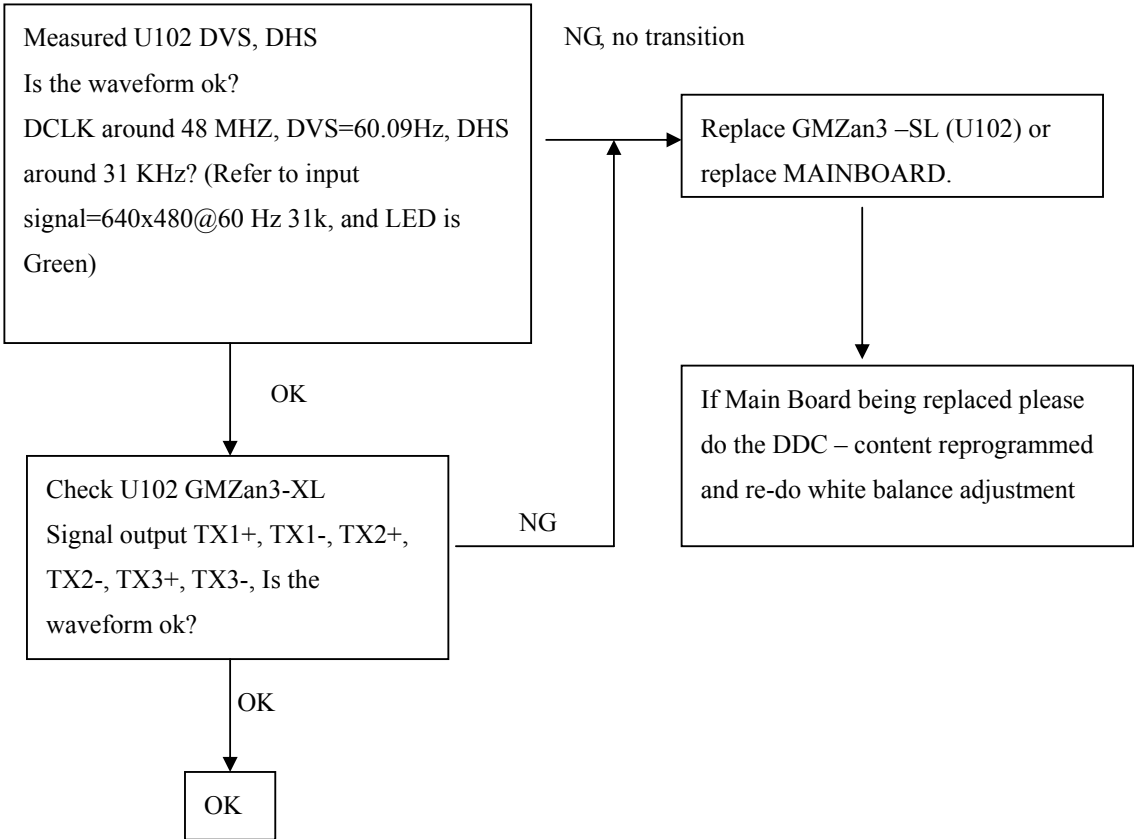 Measured U102 DVS, DHS
Is the waveform ok?
DCLK around 48 MHZ, DVS=60.09Hz, DHS
around 31 KHz? (Refer to input
signal=640x480@60 Hz 31k, and LED is
Green)
NG, no transition
Replace GMZan3 –SL (U102) or
replace MAINBOARD.
OK
If Main Board being replaced please
do the DDC – content reprogrammed
and re-do white balance adjustment
Check U102 GMZan3-XL
Signal output TX1+, TX1-, TX2+,
TX2-, TX3+, TX3-, Is the
waveform ok?
NG
OK
OK